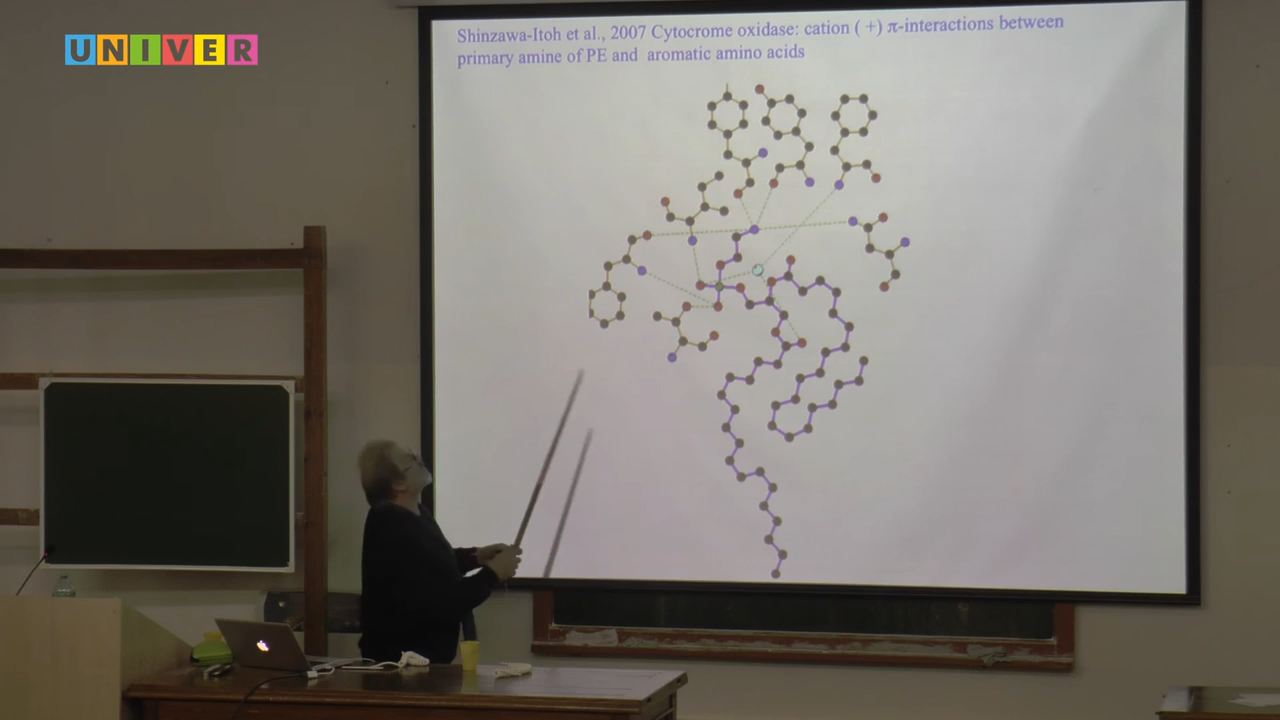 UNIVER
Shinzawa-Itoh et al., 2007 Cytocrome oxidase: cation ( +) π-interactions between
primary amine of PE and aromatic amino acids